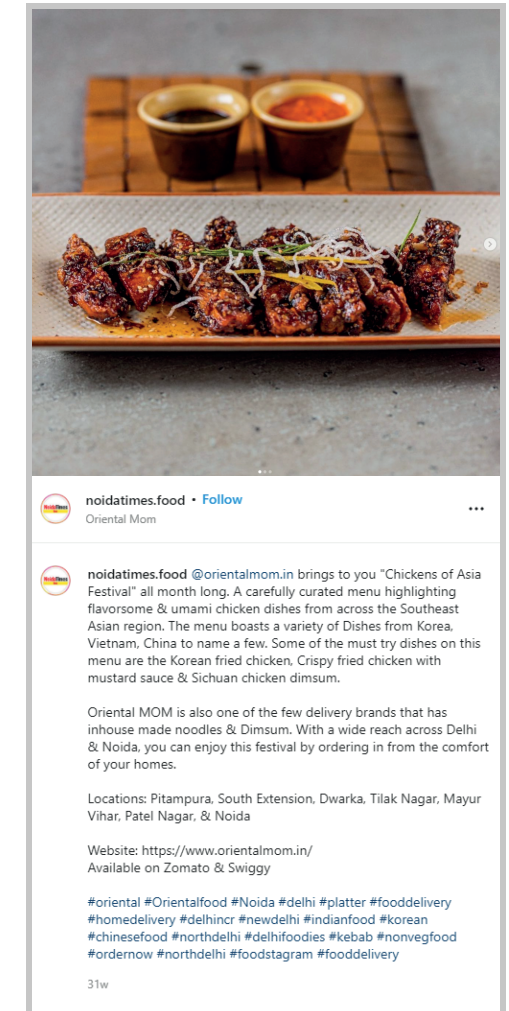 noidatimes.food • Follow
Oriental Mom
noidatimes.food @orientalmom.in brings to you "Chickens of Asia
Festival" all month long. A carefully curated menu highlighting
flavorsome & umami chicken dishes from across the Southeast
Asian region. The menu boasts a variety of Dishes from Korea,
Vietnam, China to name a few. Some of the must try dishes on this
menu are the Korean fried chicken, Crispy fried chicken with
mustard sauce & Sichuan chicken dimsum.
Oriental MOM is also one of the few delivery brands that has
inhouse made noodles & Dimsum. With a wide reach across Delhi
& Noida, you can enjoy this festival by ordering in from the comfort
of your homes.
Locations: Pitampura, South Extension, Dwarka, Tilak Nagar, Mayur
Vihar, Patel Nagar, & Noida
Website: https://www.orientalmom.in/
Available on Zomato & Swiggy
#oriental #Orientalfood #Noida #delhi #platter #fooddelivery
#homedelivery #delhincr #newdelhi #indianfood #korean
#chinesefood #northdelhi #delhifoodies #kebab #nonvegfood
#ordernow #northdelhi #foodstagram #fooddelivery
31w